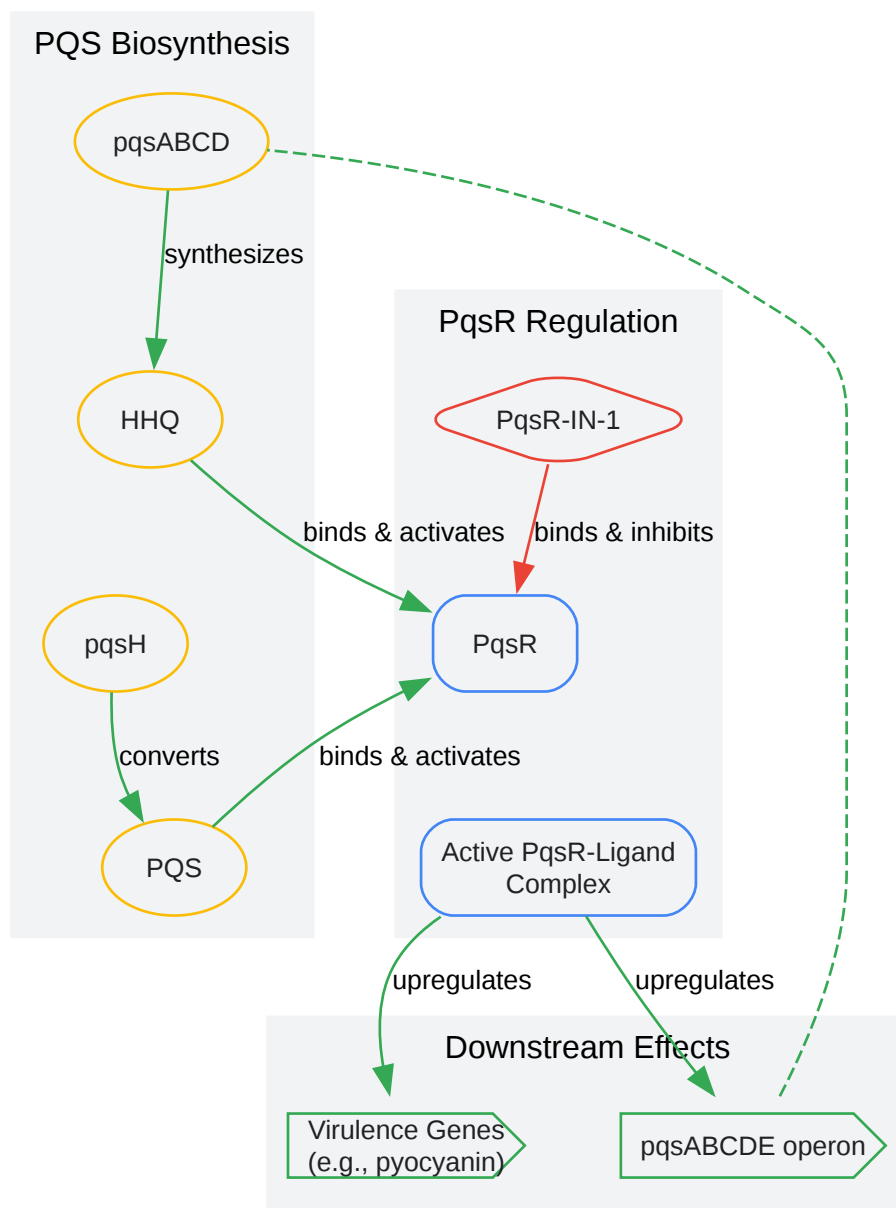 PQS Biosynthesis
pqsABCD
synthesizes
PqsR Regulation
HHQ
PqsR-IN-1
binds & activates
binds & inhibits
pqsH
PqsR
converts
binds & activates
PQS
Active PqsR-Ligand
Complex
upregulates
upregulates
Downstream Effects
Virulence Genes
(e.g., pyocyanin)
pqsABCDE operon